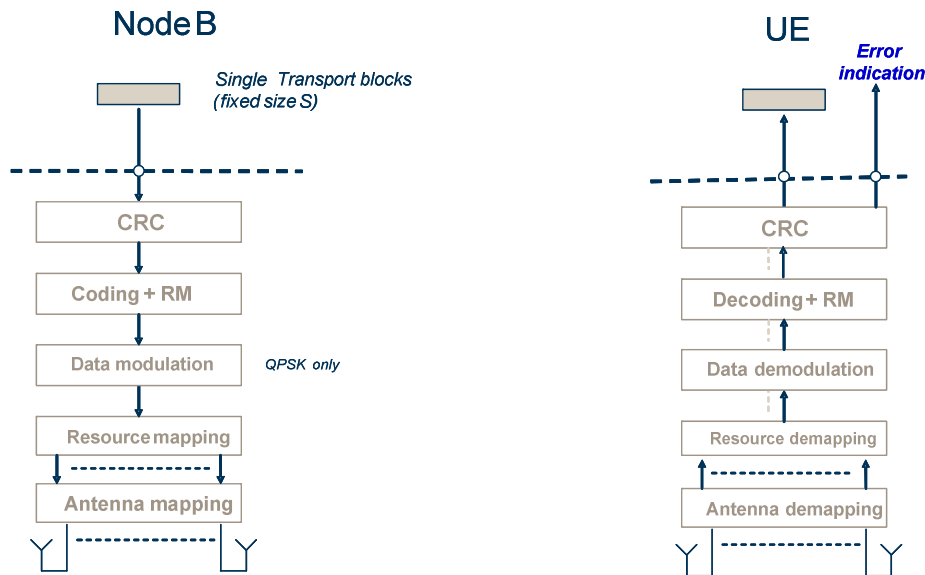 Node B
Single Transport blocks
(fixed size S)
CRC
Coding + RM
Data modulation
QPSK only
Resource mapping
Antenna mapping
UE
Error
indication
CRC
Decoding + RM
Data demodulation
Resource demapping
Antenna demapping